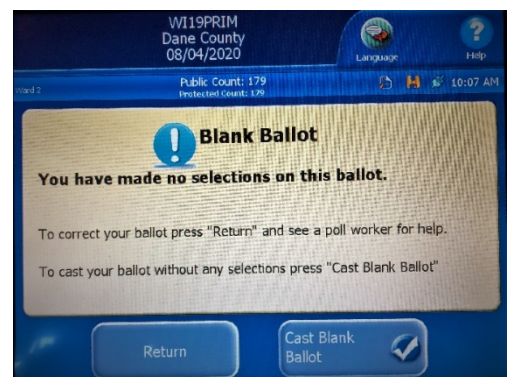 WI19PRIM
Dane County
08/04/2020
Language
Help
Ward 2
Public Count: 179
Protected Count: 179
10:07 AM
Blank Ballot
You have made no selections on this ballot.
To correct your ballot press "Return" and see a poll worker for help.
To cast your ballot without any selections press "Cast Blank Ballot"
Return
Cast Blank
Ballot